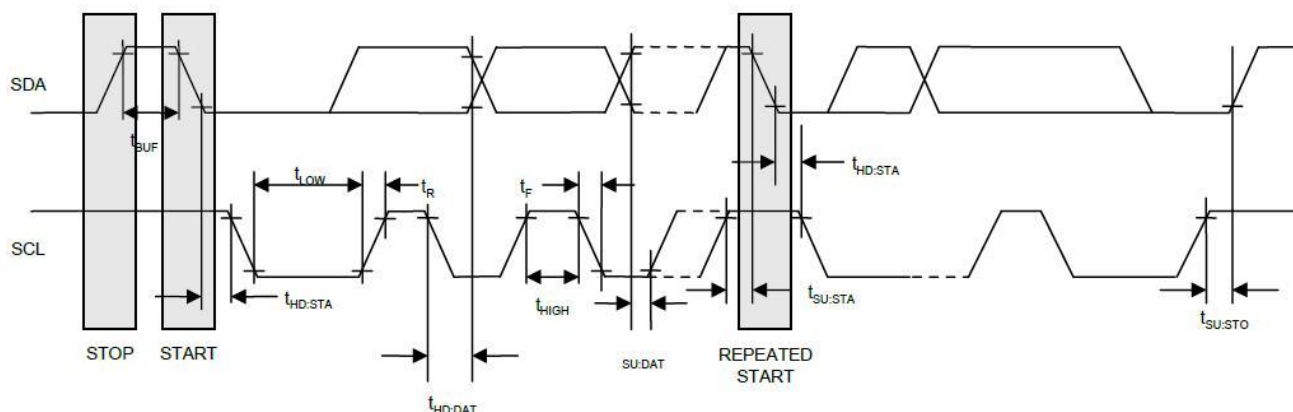 SDA
tBUF
tLOW
tR
tF
tHD:STA
SCL
tHD:STA
tHIGH
tSU:STA
tSU:STO
STOP
START
SU:DAT
REPEATED
START
tHD:DAT